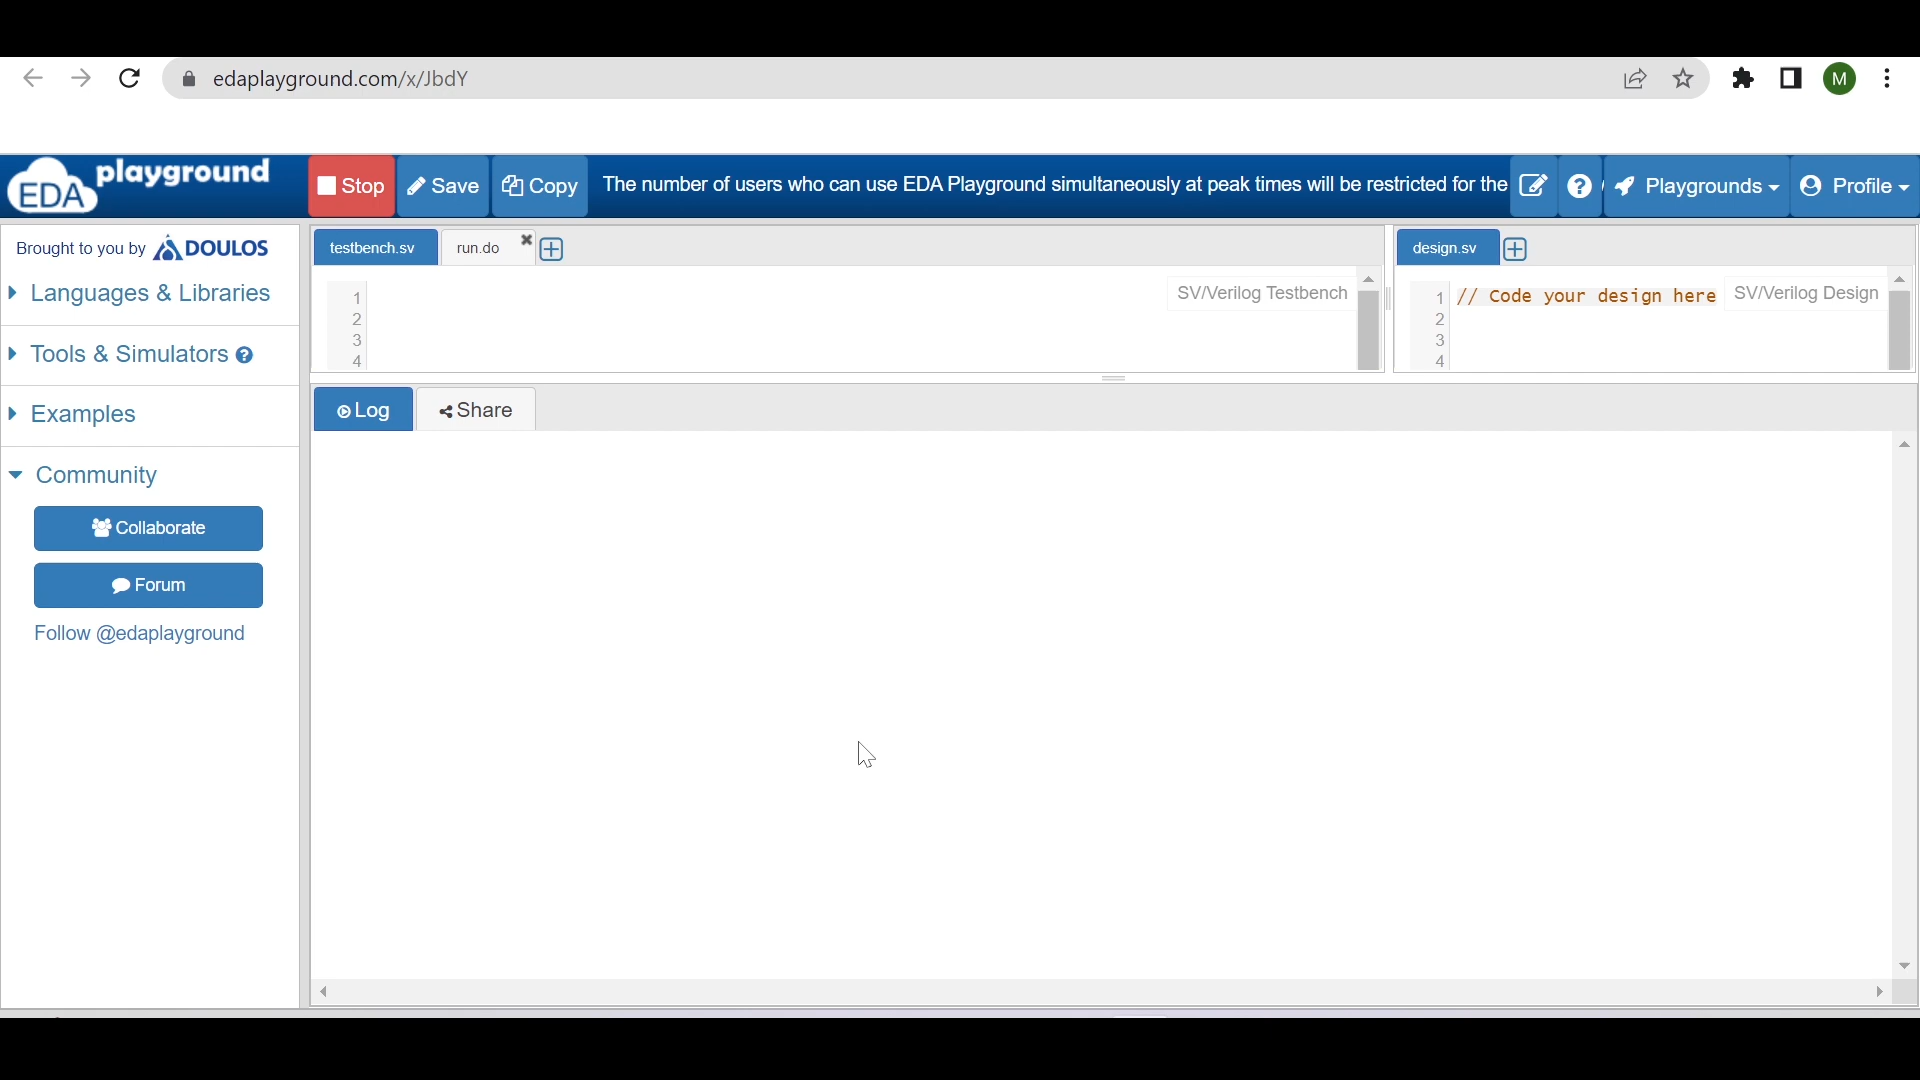 edaplayground.com/x/JbdY
M
EDA playground
Stop
Save
Copy
The number of users who can use EDA Playground simultaneously at peak times will be restricted for the
Playgrounds
Profile
Brought to you by DOULOS
Languages & Libraries
Tools & Simulators
Examples
Community
Collaborate
Forum
Follow @edaplayground
testbench.sv
run.do
SV/Verilog Testbench
1
2
3
4
design.sv
SV/Verilog Design
1 // Code your design here
2
3
4
Log
Share